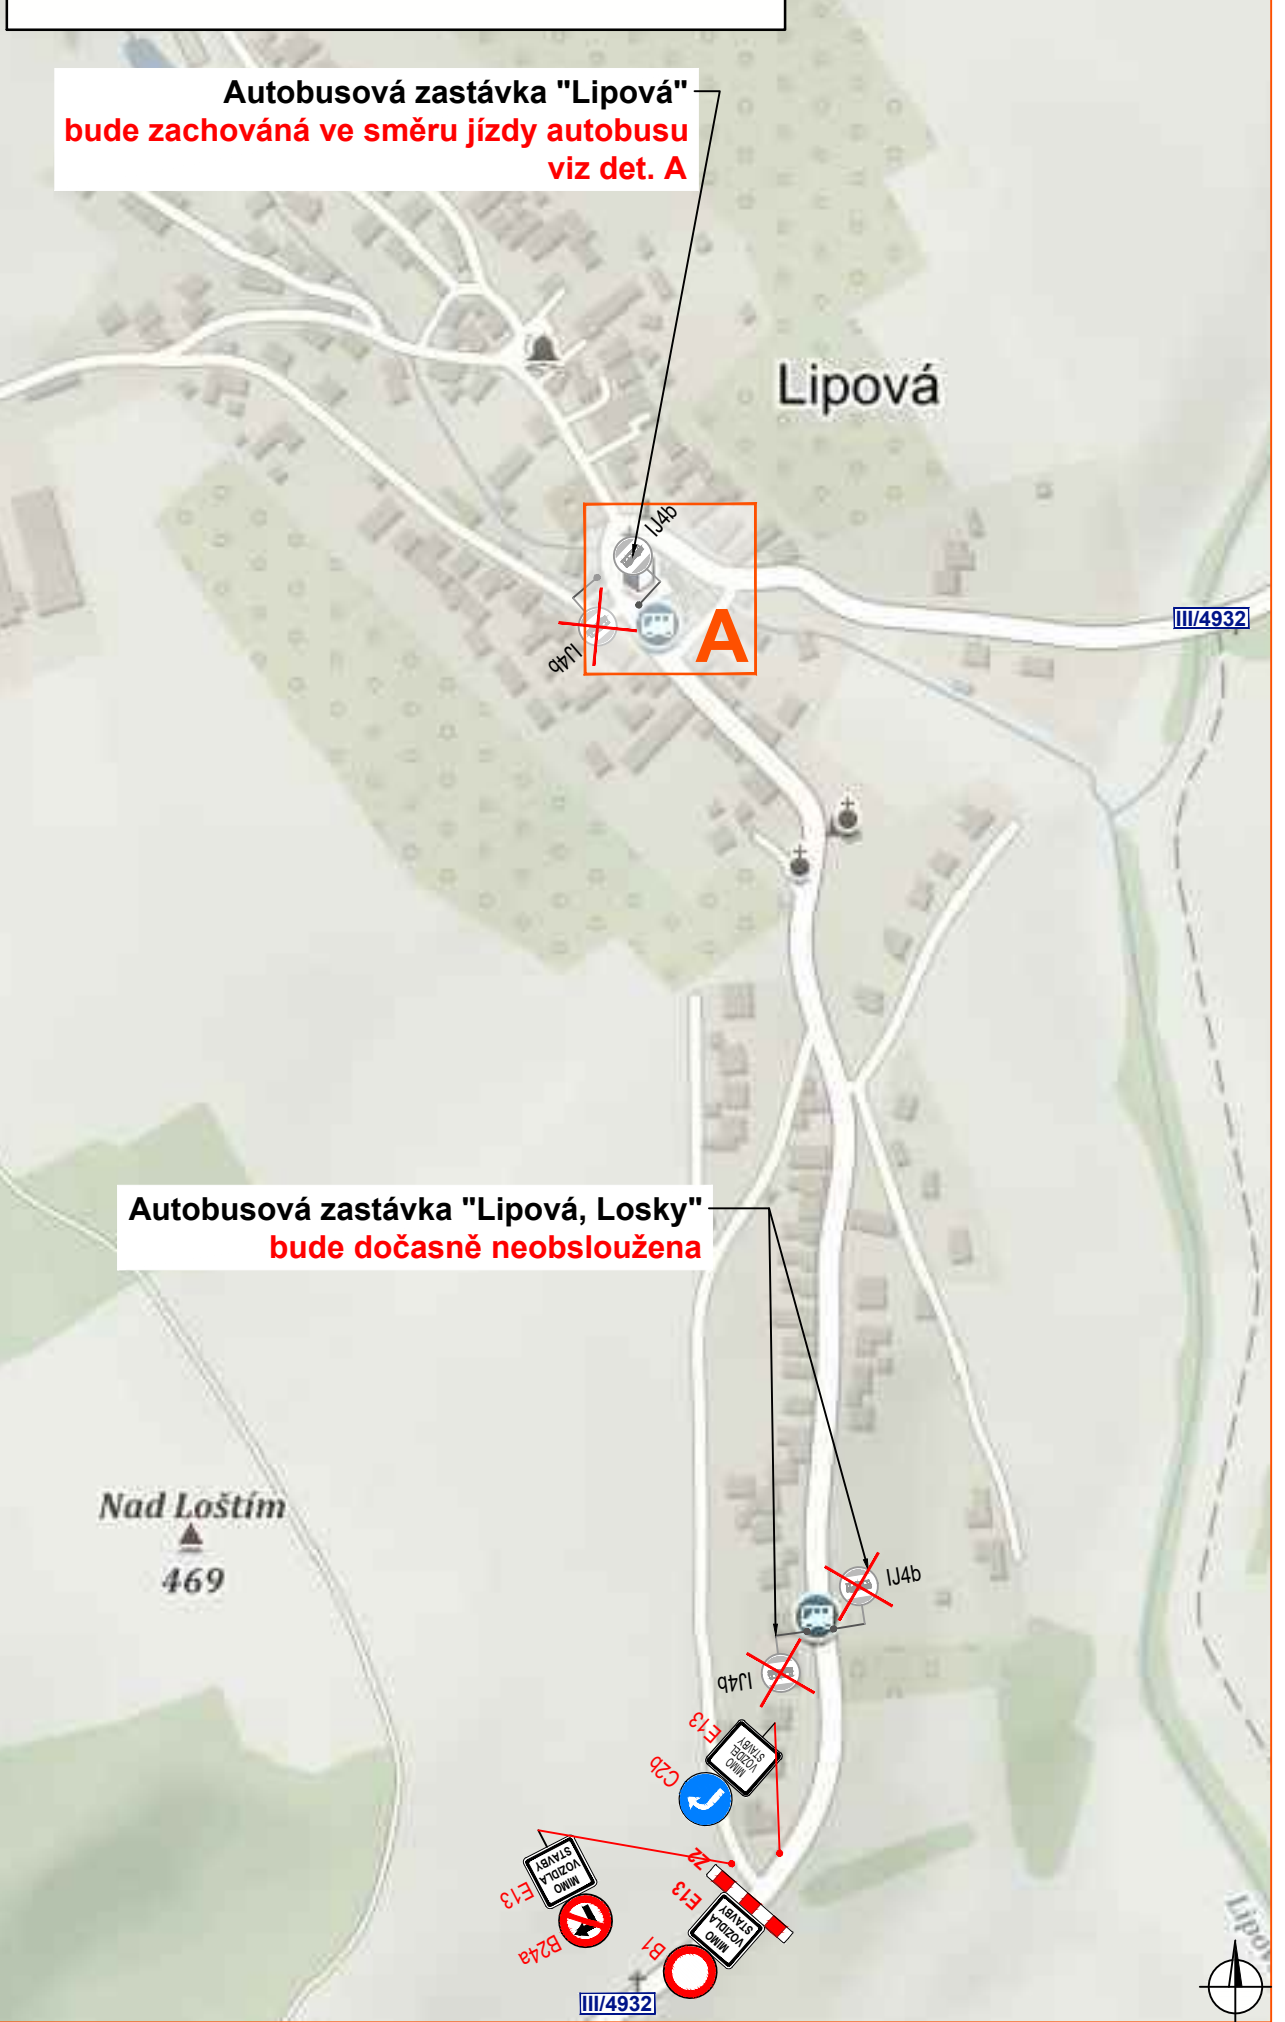 Autobusová zastávka "Lipová"
bude zachováná ve směru jízdy autobusu
viz det. A
Lipová
IJ4b
IJ4b
A
III/4932
Autobusová zastávka "Lipová, Losky"
bude dočasně neobsloužena
Nad Loštím
469
IJ4b
IJ4b
E13
MIMO
VOZIDEL
STAVBY
C2b
Z2
E13
MIMO
VOZIDLA
STAVBY
B24a
E13
MIMO
VOZIDLA
STAVBY
B1
III/4932